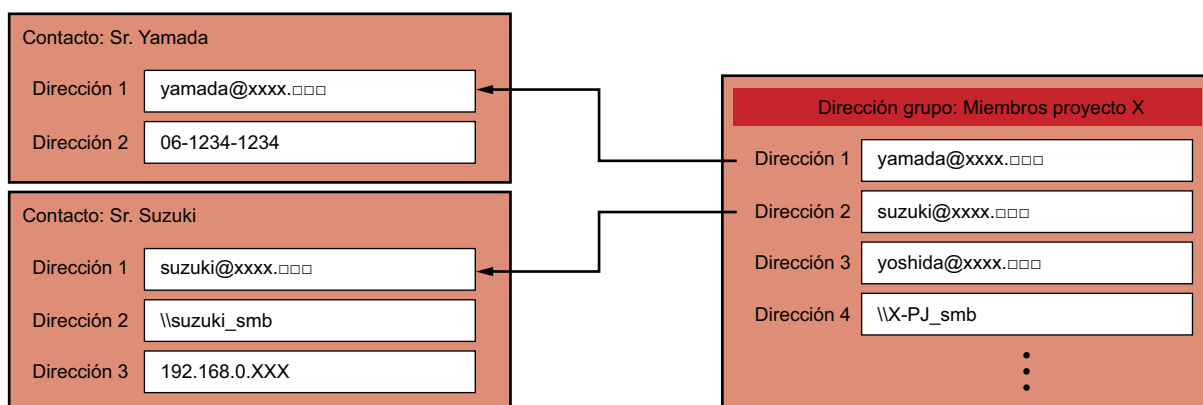 Contacto: Sr. Yamada
Dirección 1 yamada@xxxx.□□□
Dirección 2 06-1234-1234
Contacto: Sr. Suzuki
Dirección 1 suzuki@xxxx.□□□
Dirección 2 \\suzuki_smb
Dirección 3 192.168.0.XXX
Dirección grupo: Miembros proyecto X
Dirección 1 yamada@xxxx.□□□
Dirección 2 suzuki@xxxx.□□□
Dirección 3 yoshida@xxxx.□□□
Dirección 4 \\X-PJ_smb